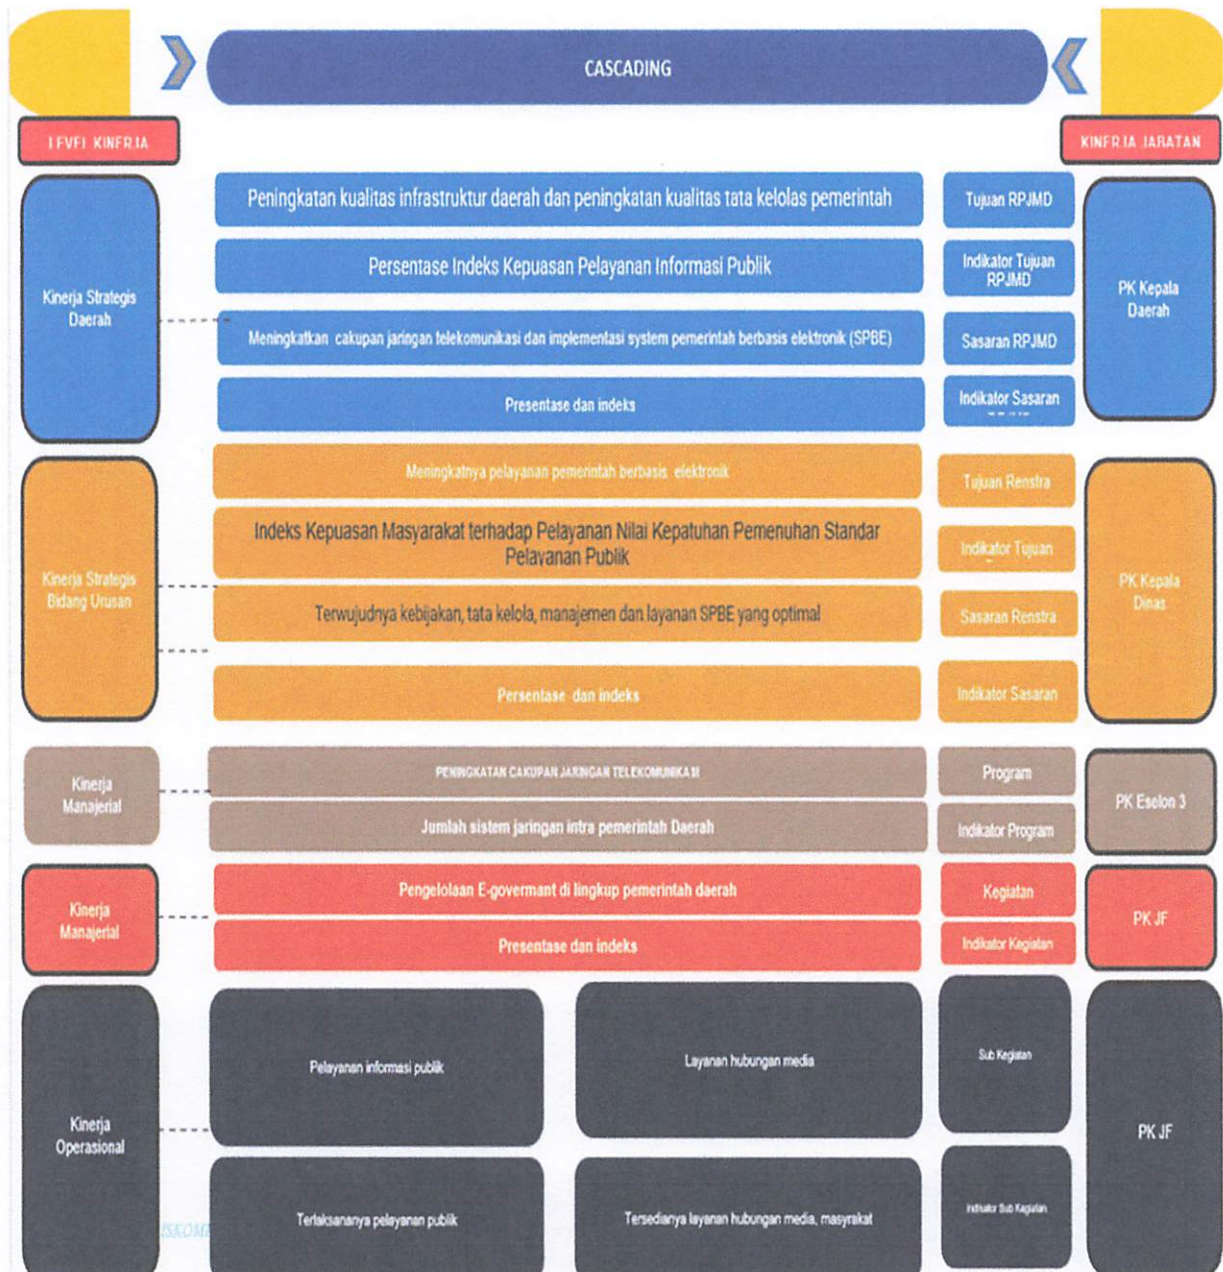 CASCADING
LEVEL KINERJA
KINERJA JABATAN
Peningkatan kualitas infrastruktur daerah dan peningkatan kualitas tata kelolas pemerintah
Tujuan RPJMD
Persentase Indeks Kepuasan Pelayanan Informasi Publik
Indikator Tujuan
RPJMD
Kinerja Strategis
Daerah
PK Kepala
Daerah
Meningkatkan cakupan jaringan telekomunikasi dan implementasi system pemerintah berbasis elektronik (SPBE)
Sasaran RPJMD
Presentase dan indeks
Indikator Sasaran
Meningkatnya pelayanan pemerintah berbasis elektronik
Tujuan Renstra
Indeks Kepuasan Masyarakat terhadap Pelayanan Nilai Kepatuhan Pemenuhan Standar
Pelayanan Publik
Indikator Tujuan
Kinerja Strategis
Bidang Urusan
PK Kepala
Dinas
Terwujudnya kebijakan, tata kelola, manajemen dan layanan SPBE yang optimal
Sasaran Renstra
Persentase dan indeks
Indikator Sasaran
Kinerja
Manajerial
PENINGKATAN CAKUPAN JARINGAN TELEKOMUNIKASI
Program
PK Eselon 3
Jumlah sistem jaringan intra pemerintah Daerah
Indikator Program
Kinerja
Manajerial
Pengelolaan E-govermant di lingkup pemerintah daerah
Kegiatan
PK JF
Presentase dan indeks
Indikator Kegiatan
Pelayanan informasi publik
Layanan hubungan media
Sub Kegiatan
Kinerja
Operasional
PK JF
Terlaksananya pelayanan publik
Tersedianya layanan hubungan media, masyrakat
Indikator Sub Kegiatan
ISKOMI